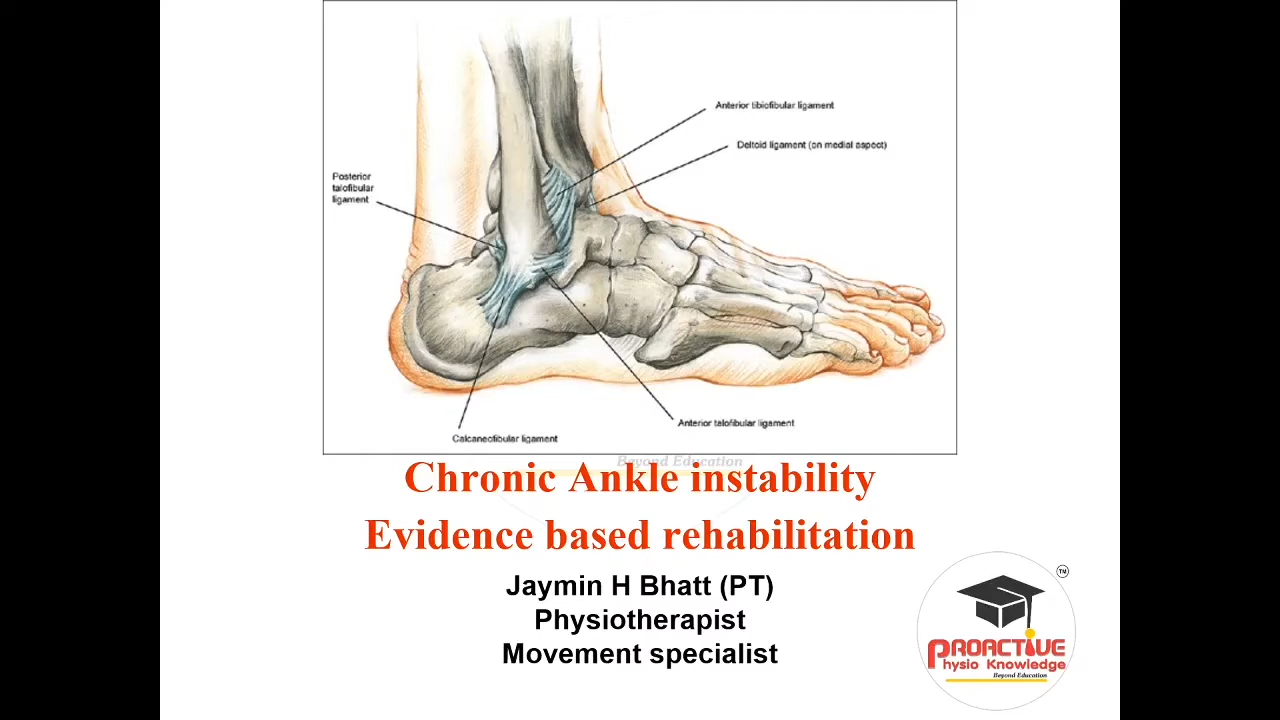 Anterior tibiofibular ligament
Deltoid ligament (on medial aspect)
Posterior
talofibular
ligament
Anterior talofibular ligament
Calcaneofibular ligament
Beyond Education
Chronic Ankle instability
Evidence based rehabilitation
Jaymin H Bhatt (PT)
Physiotherapist
Movement specialist
TM
PROACTIVE
Physio Knowledge
Beyond Education